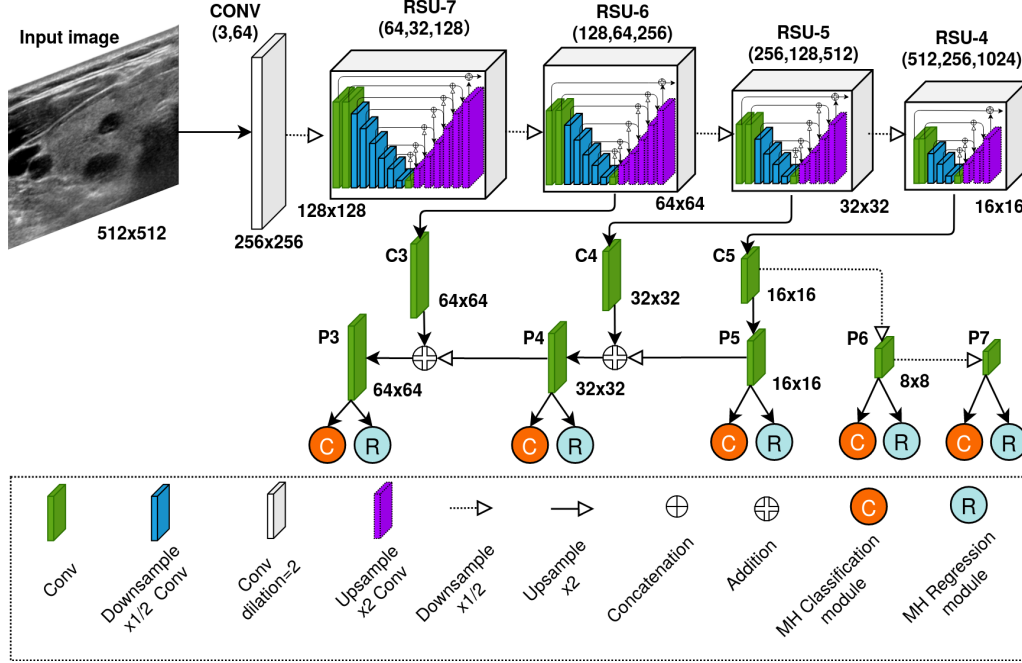 Input image
512x512
CONV
(3,64)
256x256
RSU-7
(64,32,128)
128x128
RSU-6
(128,64,256)
64x64
RSU-5
(256,128,512)
32x32
RSU-4
(512,256,1024)
16x16
C3
64x64
C4
32x32
C5
16x16
P3
64x64
P4
32x32
P5
16x16
P6
8x8
P7
C
R
C
R
C
R
C
R
C
R
Conv
Downsample
x1/2 Conv
Conv
dilation=2
Upsample
x2 Conv
Downsample
x1/2
Upsample
x2
Concatenation
Addition
C
MH Classification
module
R
MH Regression
module